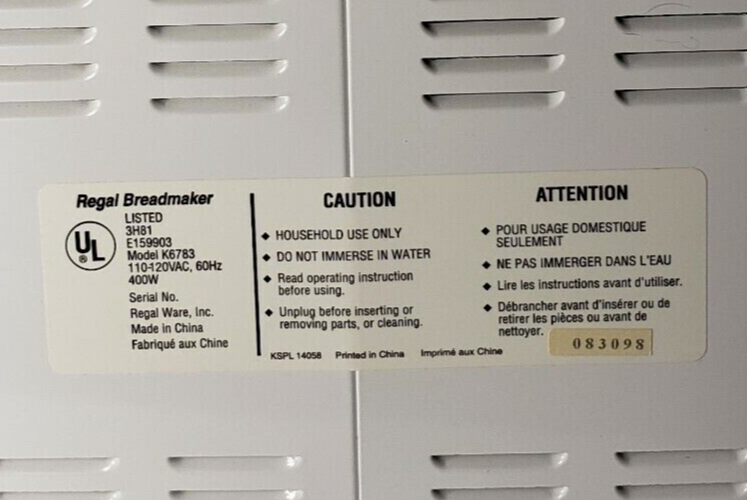 Regal Breadmaker
UL
®
LISTED
3H81
E159903
Model K6783
110-120VAC, 60Hz
400W
Serial No.
Regal Ware, Inc.
Made in China
Fabriqué aux Chine
CAUTION
◆ HOUSEHOLD USE ONLY
◆ DO NOT IMMERSE IN WATER
◆ Read operating instruction
before using.
◆ Unplug before inserting or
removing parts, or cleaning.
KSPL 14058 Printed in China Imprimé aux Chine
ATTENTION
◆ POUR USAGE DOMESTIQUE
SEULEMENT
◆ NE PAS IMMERGER DANS L'EAU
◆ Lire les instructions avant d'utiliser.
◆ Débrancher avant d'insérer ou de
retirer les pièces ou avant de
nettoyer.
083098